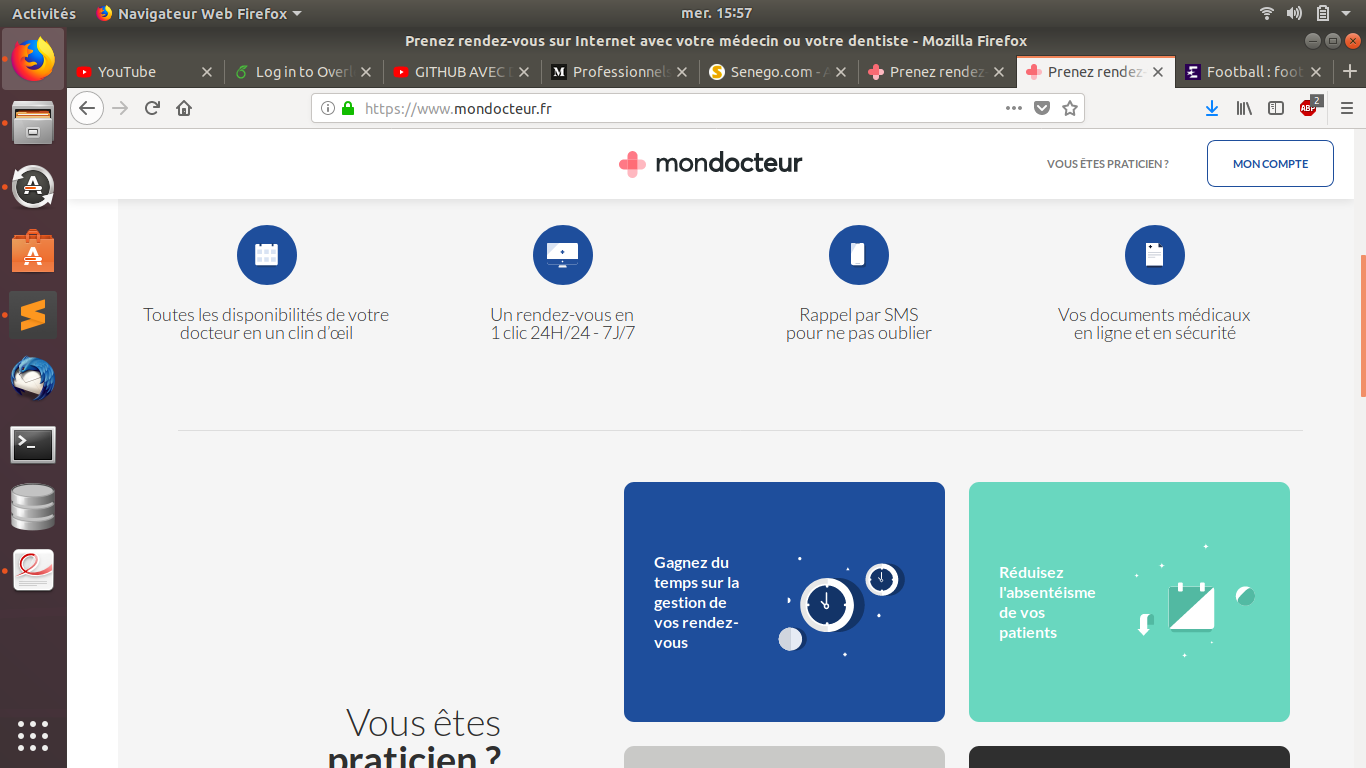 Activités Navigateur Web Firefox mer. 15:57
Prenez rendez-vous sur Internet avec votre médecin ou votre dentiste - Mozilla Firefox
YouTube Log in to Over GITHUB AVEC Professionnels Senego.com - A Prenez rendez- Prenez rendez- Football : foot
https://www.mondocteur.fr ABP 2
mondocteur VOUS ÊTES PRATICIEN ? MON COMPTE
Toutes les disponibilités de votre
docteur en un clin d’œil
Un rendez-vous en
1 clic 24H/24 - 7J/7
Rappel par SMS
pour ne pas oublier
Vos documents médicaux
en ligne et en sécurité
Vous êtes
praticien ?
Gagnez du
temps sur la
gestion de
vos rendez-
vous
Réduisez
l'absentéisme
de vos
patients